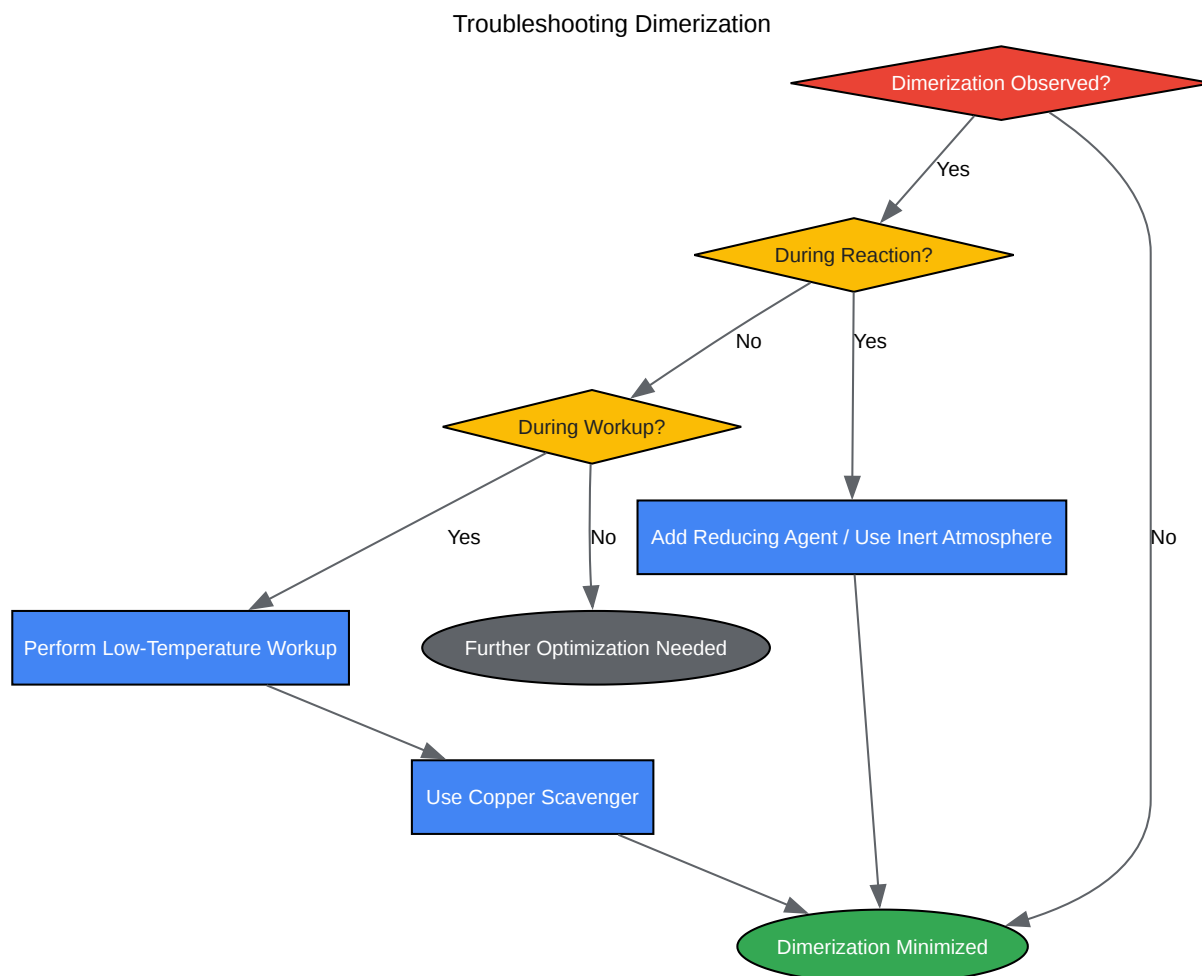 Troubleshooting Dimerization
Dimerization Observed?
Yes
During Reaction?
No
Yes
During Workup?
Yes
No
Add Reducing Agent / Use Inert Atmosphere
No
Perform Low-Temperature Workup
Further Optimization Needed
Use Copper Scavenger
Dimerization Minimized